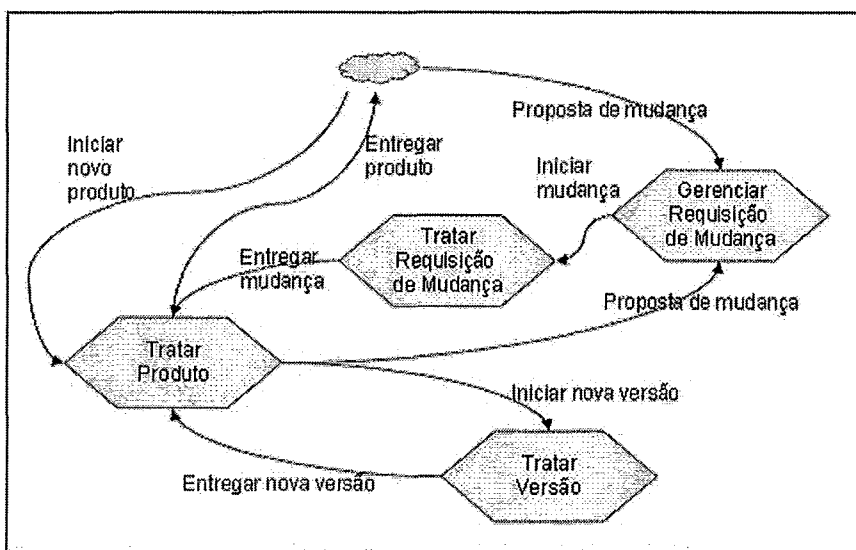 Proposta de mudança
Iniciar
novo
produto
Entregar
produto
Iniciar
mudança
Gerenciar
Requisição
de Mudança
Tratar
Requisição
de Mudança
Entregar
mudança
Proposta de mudança
Tratar
Produto
Iniciar nova versão
Tratar
Versão
Entregar nova versão